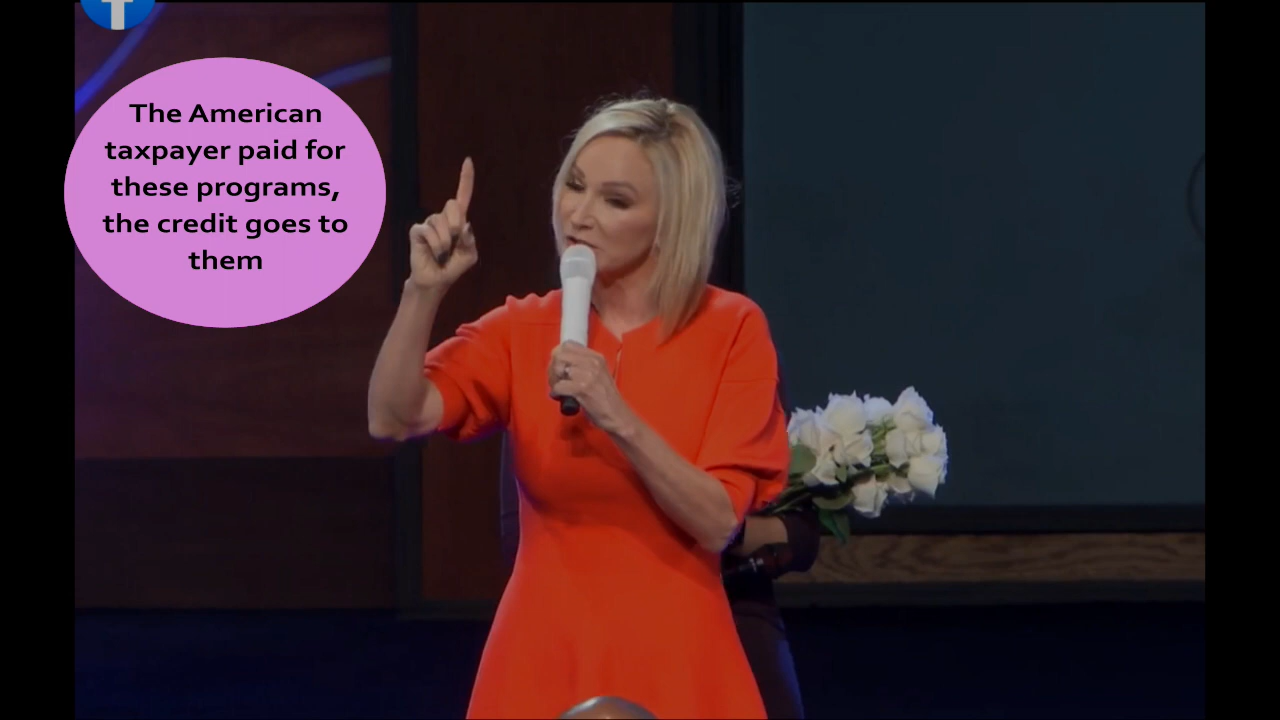 The American
taxpayer paid for
these programs,
the credit goes to
them